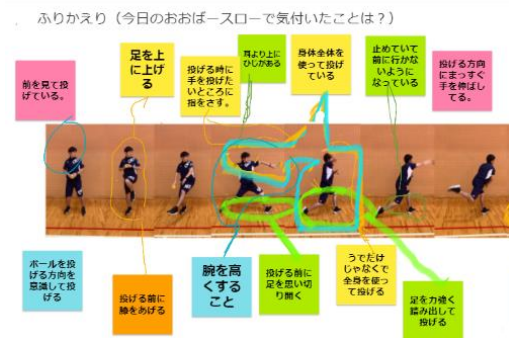 ふりかえり（今日のおおばースローで気付いたことは？）
前を見て投
げている。
足を上に
上げる
投げる時に
手を投げた
いところに
指をさす。
耳より上に
ひじがある
身体全体を
使って投げ
ている
止めていて
前に行かな
いように
なっている
投げる方向
にまっすぐ
手を伸ばし
てる。
ボールを投
げる方向を
意識して投
げる
投げる前に
膝をあげる
腕を高
くする
こと
投げる前に
足を思い切
り開く
うでだけ
じゃなくで
全身を使っ
て投げる
足を力強く
踏み出して
投げる